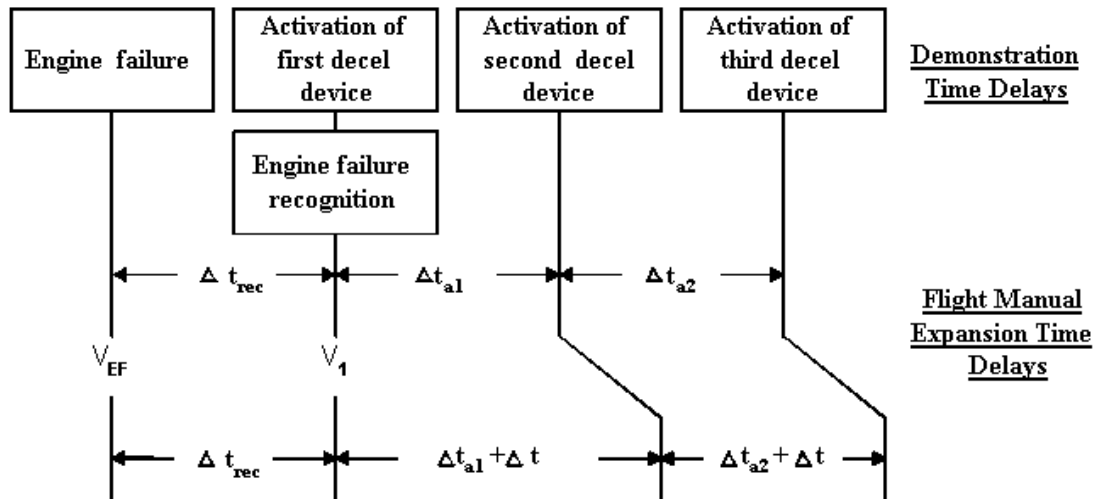 Engine failure
Activation of
first decel
device
Activation of
second decel
device
Activation of
third decel
device
Demonstration
Time Delays
Engine failure
recognition
Δ t_rec
Δt_a1
Δt_a2
Flight Manual
Expansion Time
Delays
V_EF
V_1
Δ t_rec
Δt_a1 + Δ t
Δt_a2 + Δt